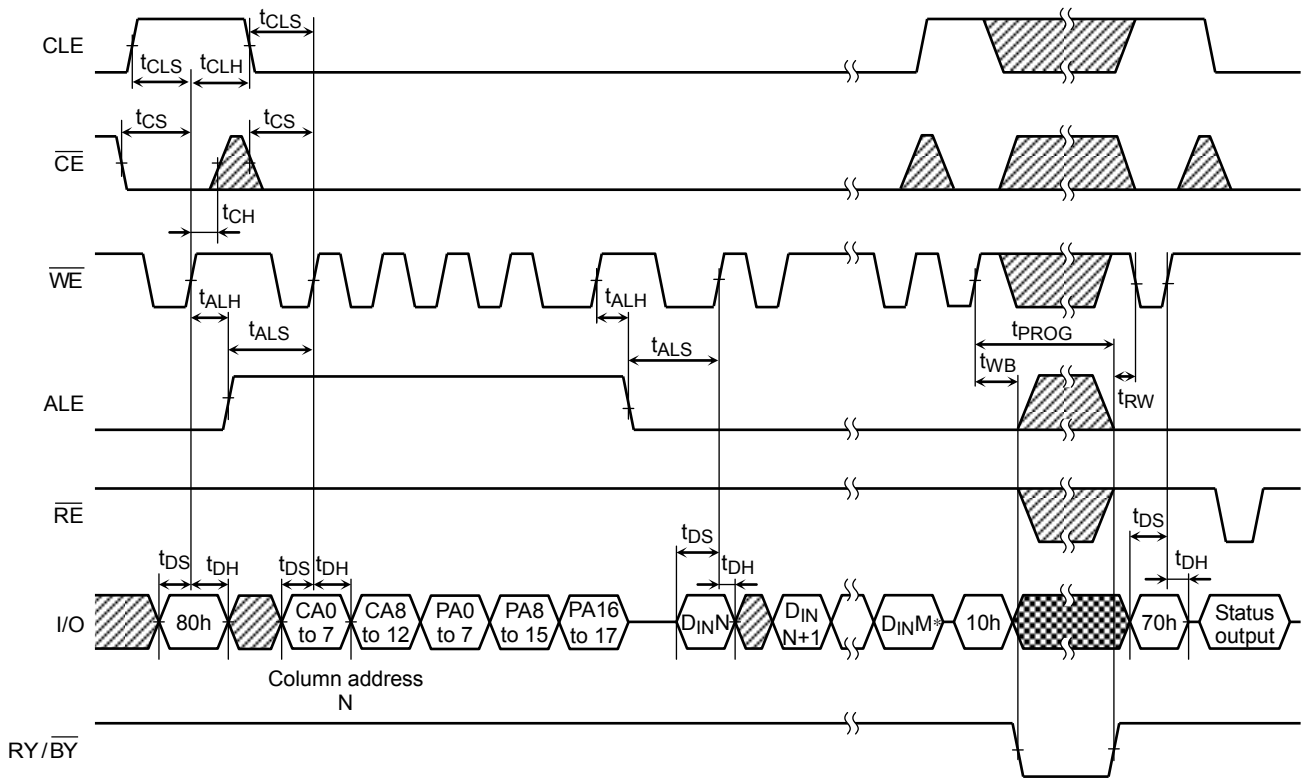 CLE
tCLS
tCLS
tCLH
CE
tCS
tCS
tCH
WE
tALH
tALS
tALH
tALS
tPROG
tWB
tRW
ALE
RE
tDS
tDH
tDS
tDH
tDS
tDH
tDS
tDH
I/O
80h
CA0 to 7
CA8 to 12
PA0 to 7
PA8 to 15
PA16 to 17
DINN
DIN N+1
DINM*
10h
70h
Status output
Column address
N
RY/BY